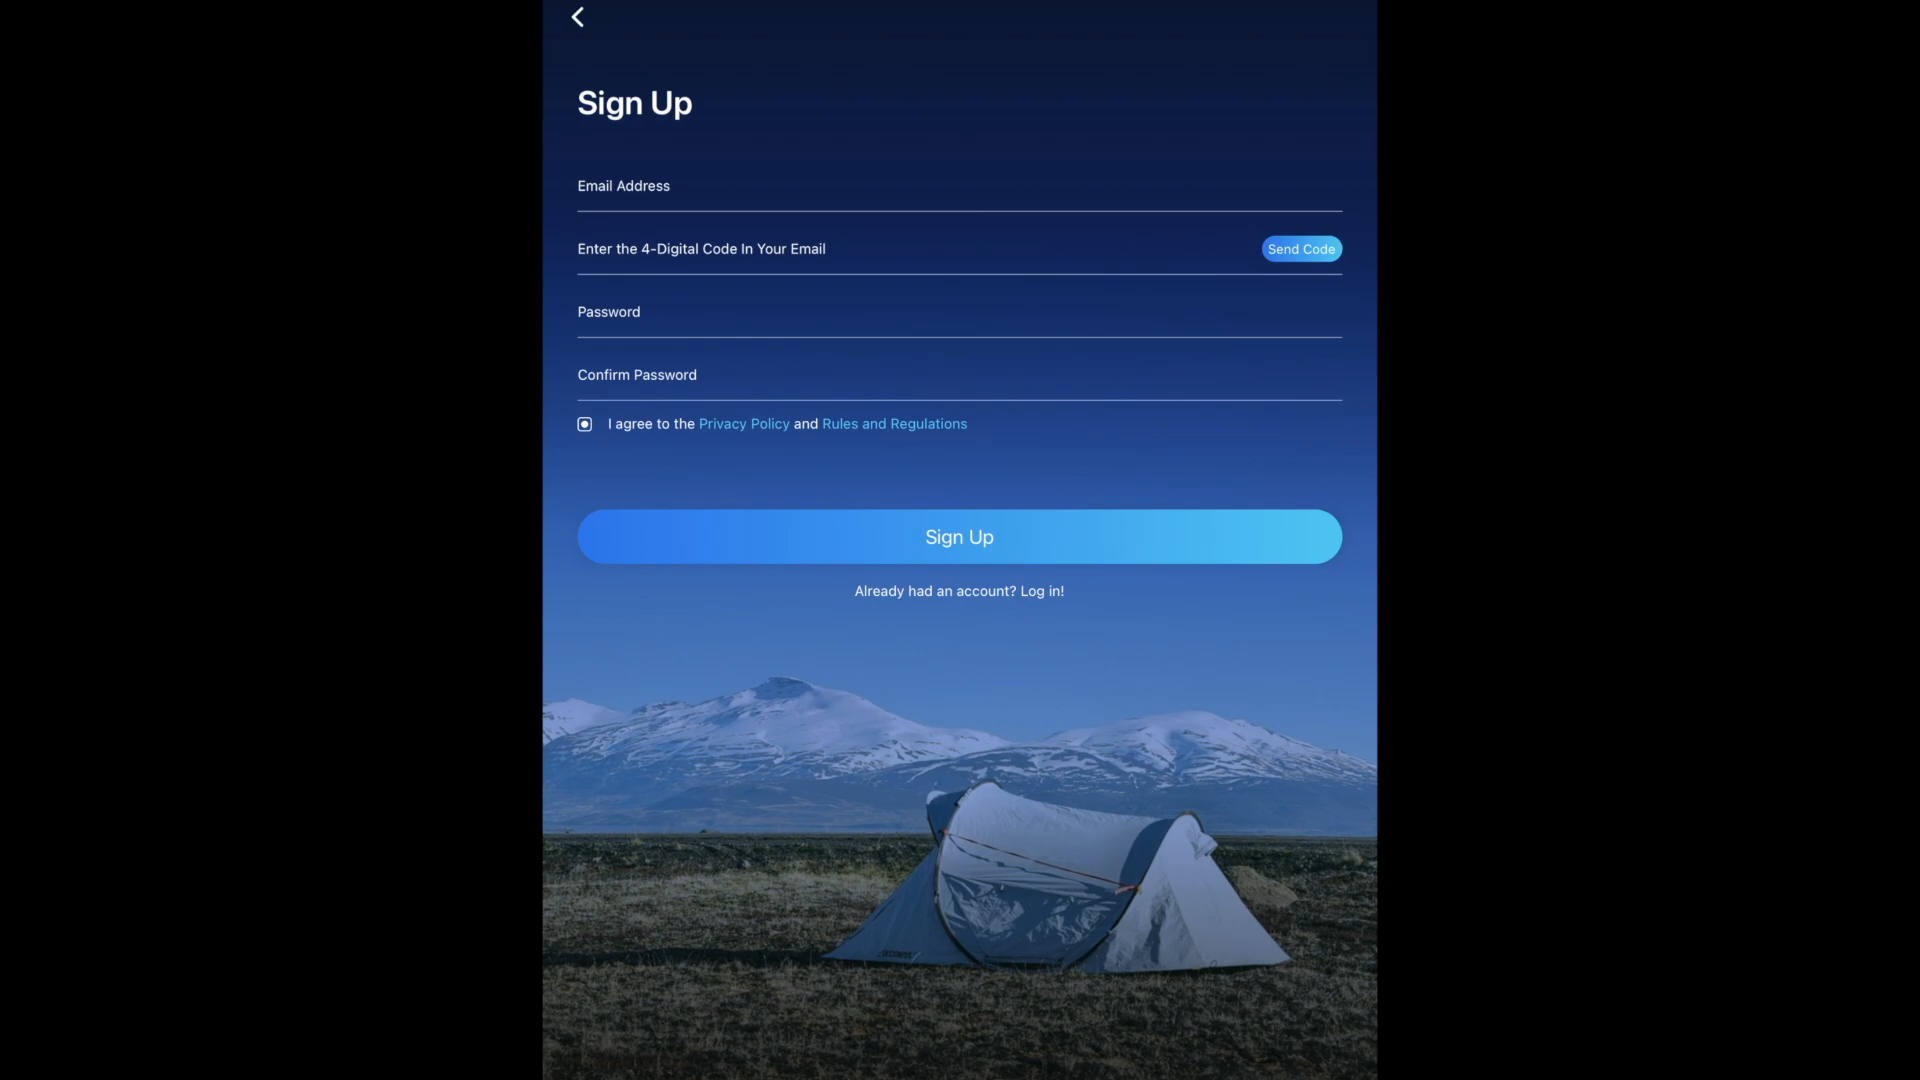 Sign Up
Email Address
Enter the 4-Digital Code In Your Email
Send Code
Password
Confirm Password
I agree to the Privacy Policy and Rules and Regulations
Sign Up
Already had an account? Log in!